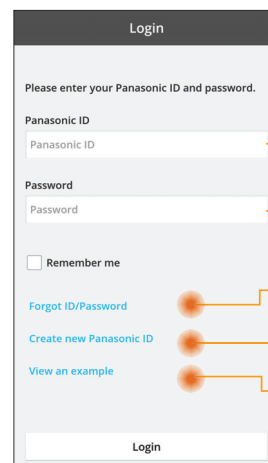 Login
Please enter your Panasonic ID and password.
Panasonic ID
Panasonic ID
Password
Password
Remember me
Forgot ID/Password
Create new Panasonic ID
View an example
Login